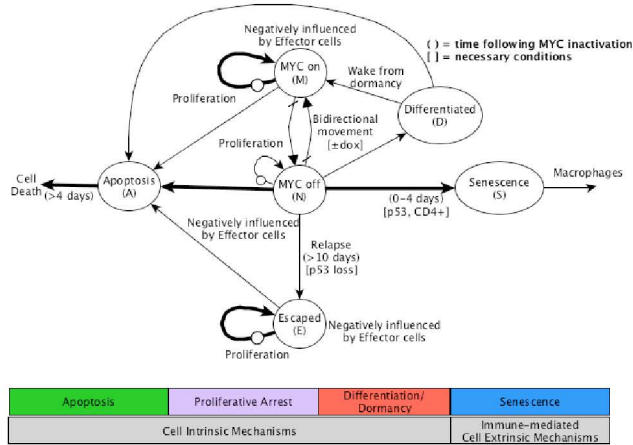 Negatively influenced
by Effector cells
( ) = time following MYC inactivation
[ ] = necessary conditions
MYC on
(M)
Wake from
dormancy
Proliferation
Differentiated
(D)
Bidirectional
movement
[±dox]
Proliferation
Cell
Death
(>4 days)
Apoptosis
(A)
MYC off
(N)
Senescence
(S)
Macrophages
(0-4 days)
[p53, CD4+]
Negatively influenced
by Effector cells
Relapse
(>10 days)
[p53 loss]
Escaped
(E)
Negatively influenced
by Effector cells
Proliferation
Apoptosis
Proliferative Arrest
Differentiation/
Dormancy
Senescence
Cell Intrinsic Mechanisms
Immune-mediated
Cell Extrinsic Mechanisms